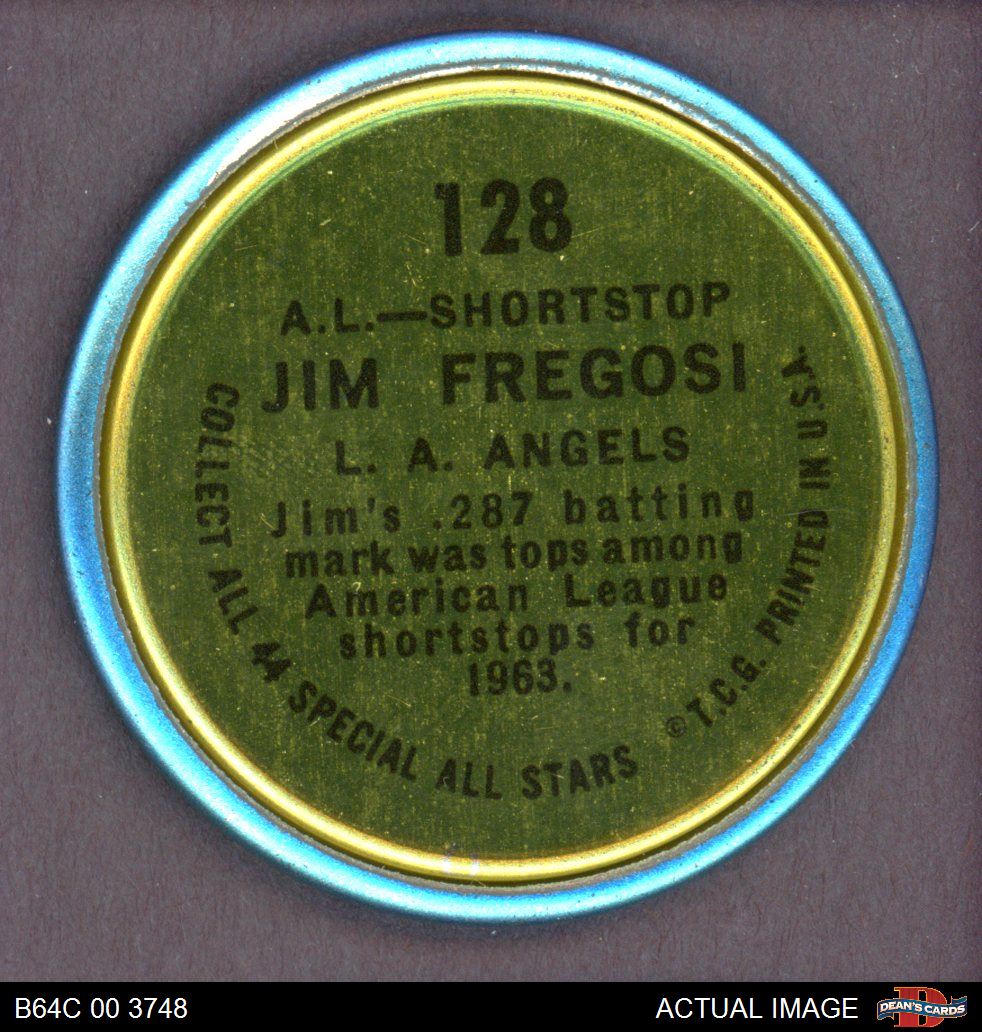 128
A.L.—SHORTSTOP
JIM FREGOSI
L. A. ANGELS
Jim's .287 batting
mark was tops among
American League
shortstops for
1963.
COLLECT ALL 44 SPECIAL ALL STARS
© T.C.G. PRINTED IN U.S.A.
B64C 00 3748
ACTUAL IMAGE
DEAN'S CARDS